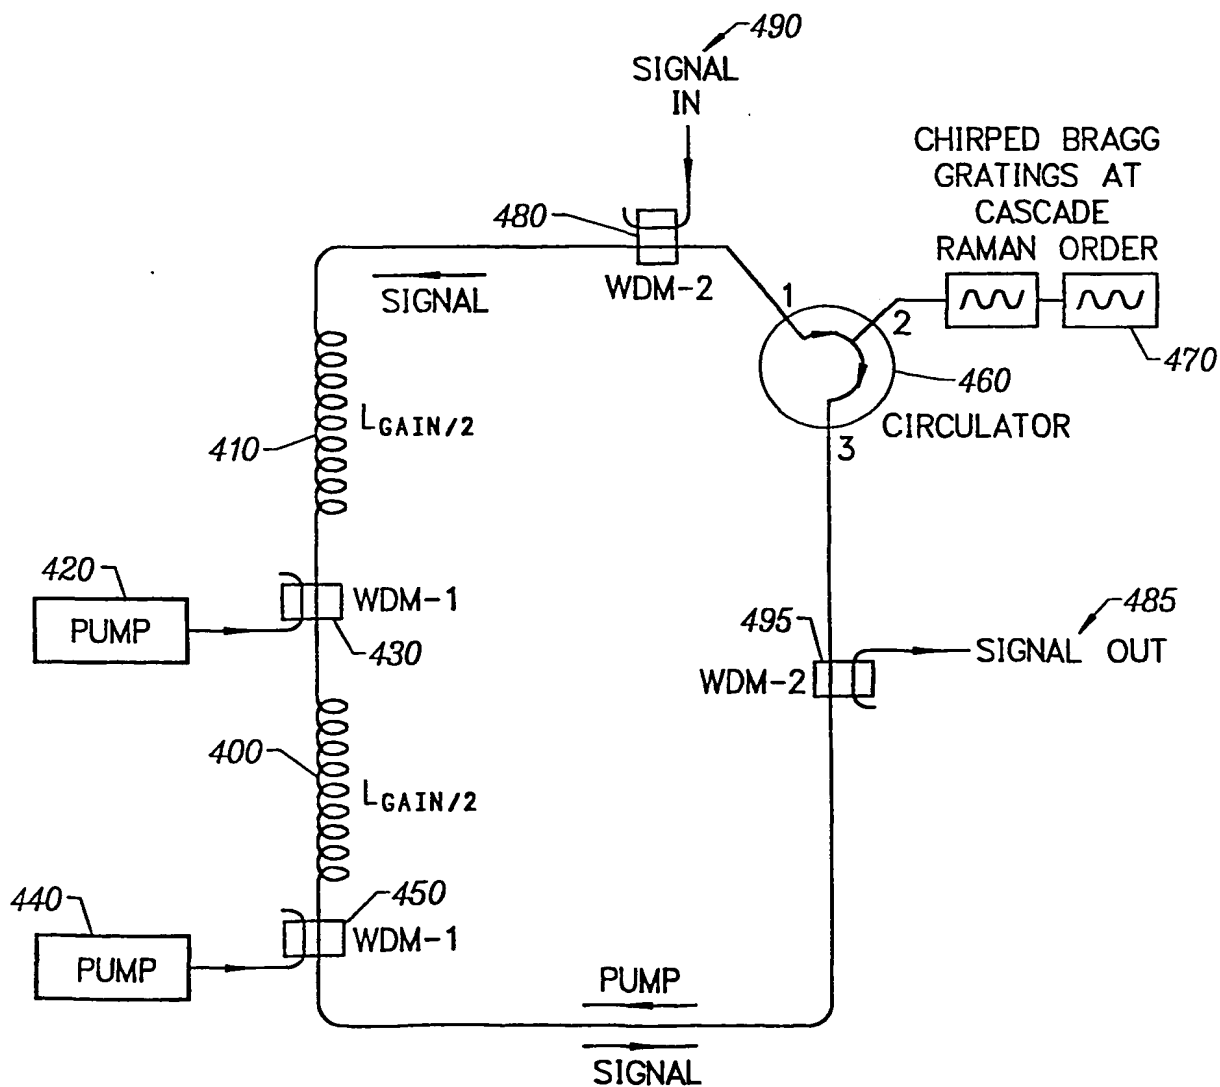 490
SIGNAL
IN
CHIRPED BRAGG
GRATINGS AT
CASCADE
RAMAN ORDER
480
WDM-2
SIGNAL
1
2
3
470
460
CIRCULATOR
410
LGAIN/2
420
PUMP
WDM-1
430
495
WDM-2
485
SIGNAL OUT
400
LGAIN/2
440
PUMP
450
WDM-1
PUMP
SIGNAL